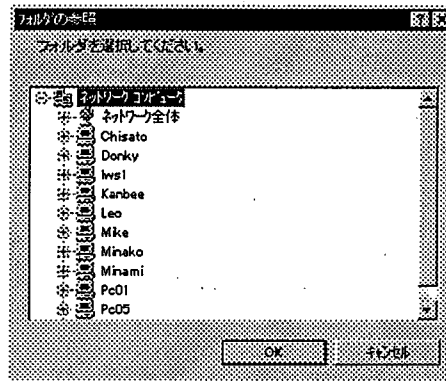 フォルダの参照
フォルダを選択してください。
ネットワーク コンピュータ
ネットワーク全体
Chisato
Donky
Iws1
Kanbee
Leo
Mike
Minako
Minami
Pc01
Pc05
OK
キャンセル